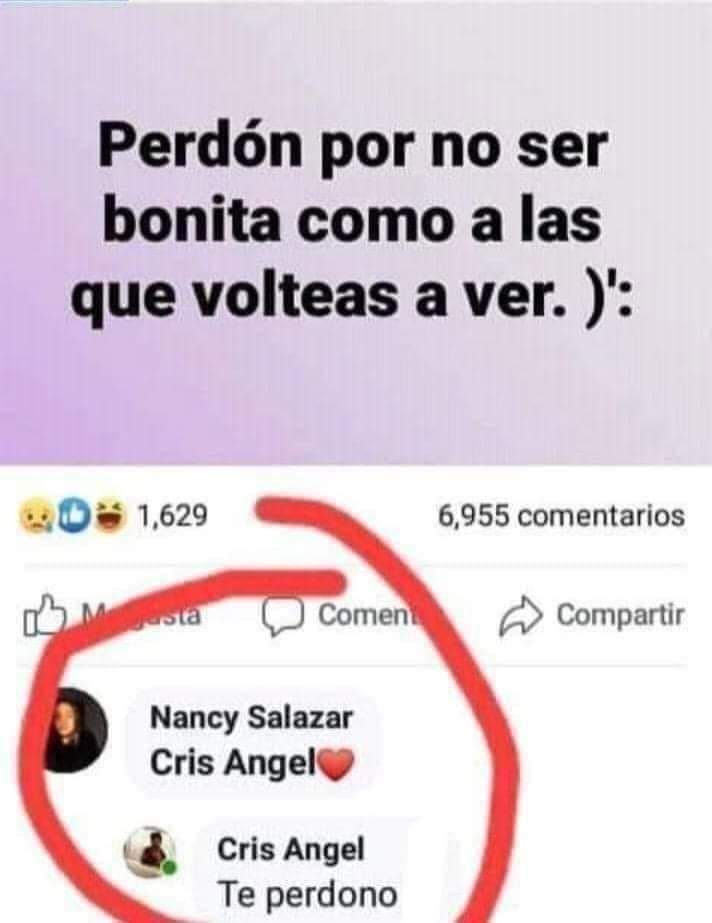 Perdón por no ser
bonita como a las
que volteas a ver. )':
1,629
6,955 comentarios
Compartir
Nancy Salazar
Cris Angel❤️
Cris Angel
Te perdono